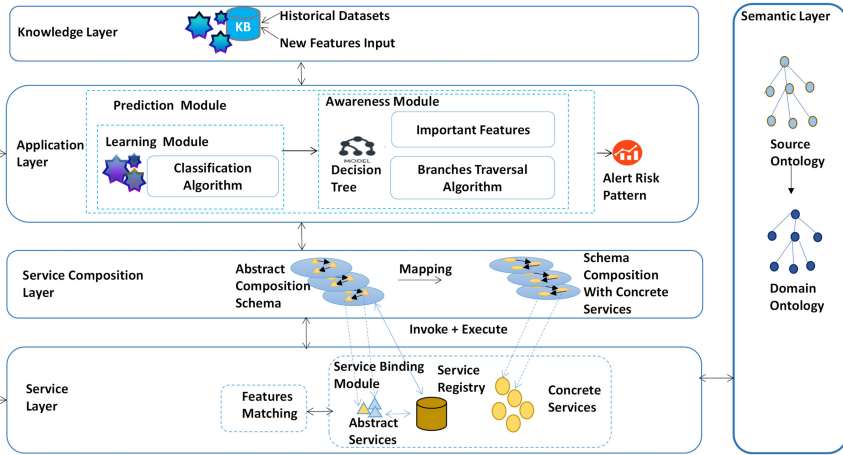 Knowledge Layer
KB
Historical Datasets
New Features Input
Semantic Layer
Source
Ontology
Domain
Ontology
Application
Layer
Prediction Module
Learning Module
Classification
Algorithm
Awareness Module
MODEL
Decision
Tree
Important Features
Branches Traversal
Algorithm
Alert Risk
Pattern
Service Composition
Layer
Abstract
Composition
Schema
Mapping
Schema
Composition
With Concrete
Services
Invoke + Execute
Service
Layer
Features
Matching
Service Binding
Module
Abstract
Services
Service
Registry
Concrete
Services